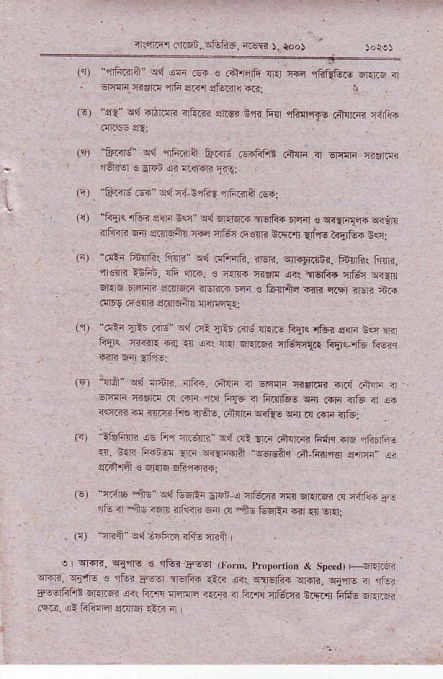 বাংলাদেশ গেজেট, অতিরিক্ত, নভেম্বর ১, ২০০১ ১০২৩১
(ণ) “পানিরোধী” অর্থ এমন ডেক ও কৌশলাদি যাহা সকল পরিস্থিতিতে জাহাজে বা
ভাসমান সরঞ্জামে পানি প্রবেশ প্রতিরোধ করে;
(ত) “প্রস্থ” অর্থ কাঠামোর বাহিরের প্রান্তের উপর দিয়া পরিমাপকৃত নৌযানের সর্বাধিক
মোল্ডেড প্রস্থ;
(থ) “ফ্রিবোর্ড” অর্থ পানিরোধী ফ্রিবোর্ড ডেকবিশিষ্ট নৌযান বা ভাসমান সরঞ্জামের
গভীরতা ও ড্রাফট এর মধ্যেকার দূরত্ব;
(দ) “ফ্রিবোর্ড ডেক” অর্থ সর্ব-উপরিস্থ পানিরোধী ডেক;
(ধ) “বিদ্যুৎ শক্তির প্রধান উৎস” অর্থ জাহাজকে স্বাভাবিক চালনা ও অবস্থানমূলক অবস্থায়
রাখিবার জন্য প্রয়োজনীয় সকল সার্ভিস দেওয়ার উদ্দেশ্যে স্থাপিত বৈদ্যুতিক উৎস;
(ন) “মেইন স্টিয়ারিং গিয়ার” অর্থ মেশিনারি, রাডার, অ্যাকচ্যুয়েটর, স্টিয়ারিং গিয়ার,
পাওয়ার ইউনিট, যদি থাকে, ও সহায়ক সরঞ্জাম এবং স্বাভাবিক সার্ভিস অবস্থায়
জাহাজ চালানার প্রয়োজনে রাডারকে চলন ও ক্রিয়াশীল করার লক্ষ্যে রাডার স্টকে
মোচড় দেওয়ার প্রয়োজনীয় মাধ্যমসমূহ;
(প) “মেইন স্যুইচ বোর্ড” অর্থ সেই স্যুইচ বোর্ড যাহাতে বিদ্যুৎ শক্তির প্রধান উৎস দ্বারা
বিদ্যুৎ সরবরাহ করা হয় এবং যাহা জাহাজের সার্ভিসসমূহে বিদ্যুৎ-শক্তি বিতরণ
করার জন্য স্থাপিত;
(ফ) “যাত্রী” অর্থ মাস্টার, নাবিক, নৌযান বা ভাসমান সরঞ্জামের কার্যে নৌযান বা
ভাসমান সরঞ্জামে যে কোন পথে নিযুক্ত বা নিয়োজিত অন্য কোন ব্যক্তি বা এক
বৎসরের কম বয়সের শিশু ব্যতীত, নৌযানে অবস্থিত অন্য যে কোন ব্যক্তি;
(ব) “ইঞ্জিনিয়ার এন্ড শিপ সার্ভেয়ার” অর্থ যেই স্থানে নৌযানের নির্মাণ কাজ পরিচালিত
হয়, উহার নিকটতম স্থানে অবস্থানকারী “অভ্যন্তরীণ নৌ-নিরাপত্তা প্রশাসন” এর
প্রকৌশলী ও জাহাজ জরিপকারক;
(ভ) “সর্বোচ্চ স্পীড” অর্থ ডিজাইন ড্রাফট-এ সার্ভিসের সময় জাহাজের যে সর্বাধিক দ্রুত
গতি বা স্পীড বজায় রাখিবার জন্য যে স্পীড ডিজাইন করা হয় তাহা;
(ম) “সারণী” অর্থ তফসিলে বর্ণিত সারণী।
৩। আকার, অনুপাত ও গতির দ্রুততা (Form, Proportion & Speed)।—জাহাজের
আকার, অনুপাত ও গতির দ্রুততা স্বাভাবিক হইবে এবং অস্বাভাবিক আকার, অনুপাত বা গতির
দ্রুততাবিশিষ্ট জাহাজের এবং বিশেষ মালামাল বহনের বা বিশেষ সার্ভিসের উদ্দেশ্যে নির্মিত জাহাজের
ক্ষেত্রে, এই বিধিমালা প্রযোজ্য হইবে না।